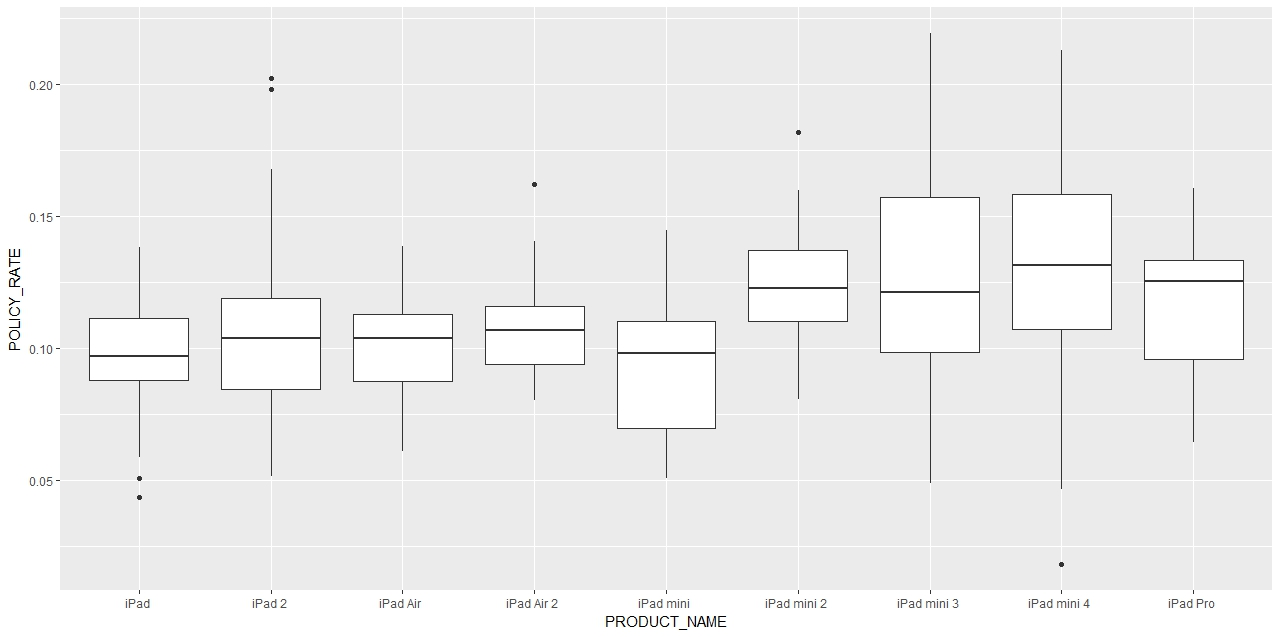 POLICY_RATE
0.20
0.15
0.10
0.05
iPad iPad 2 iPad Air iPad Air 2 iPad mini iPad mini 2 iPad mini 3 iPad mini 4 iPad Pro
PRODUCT_NAME